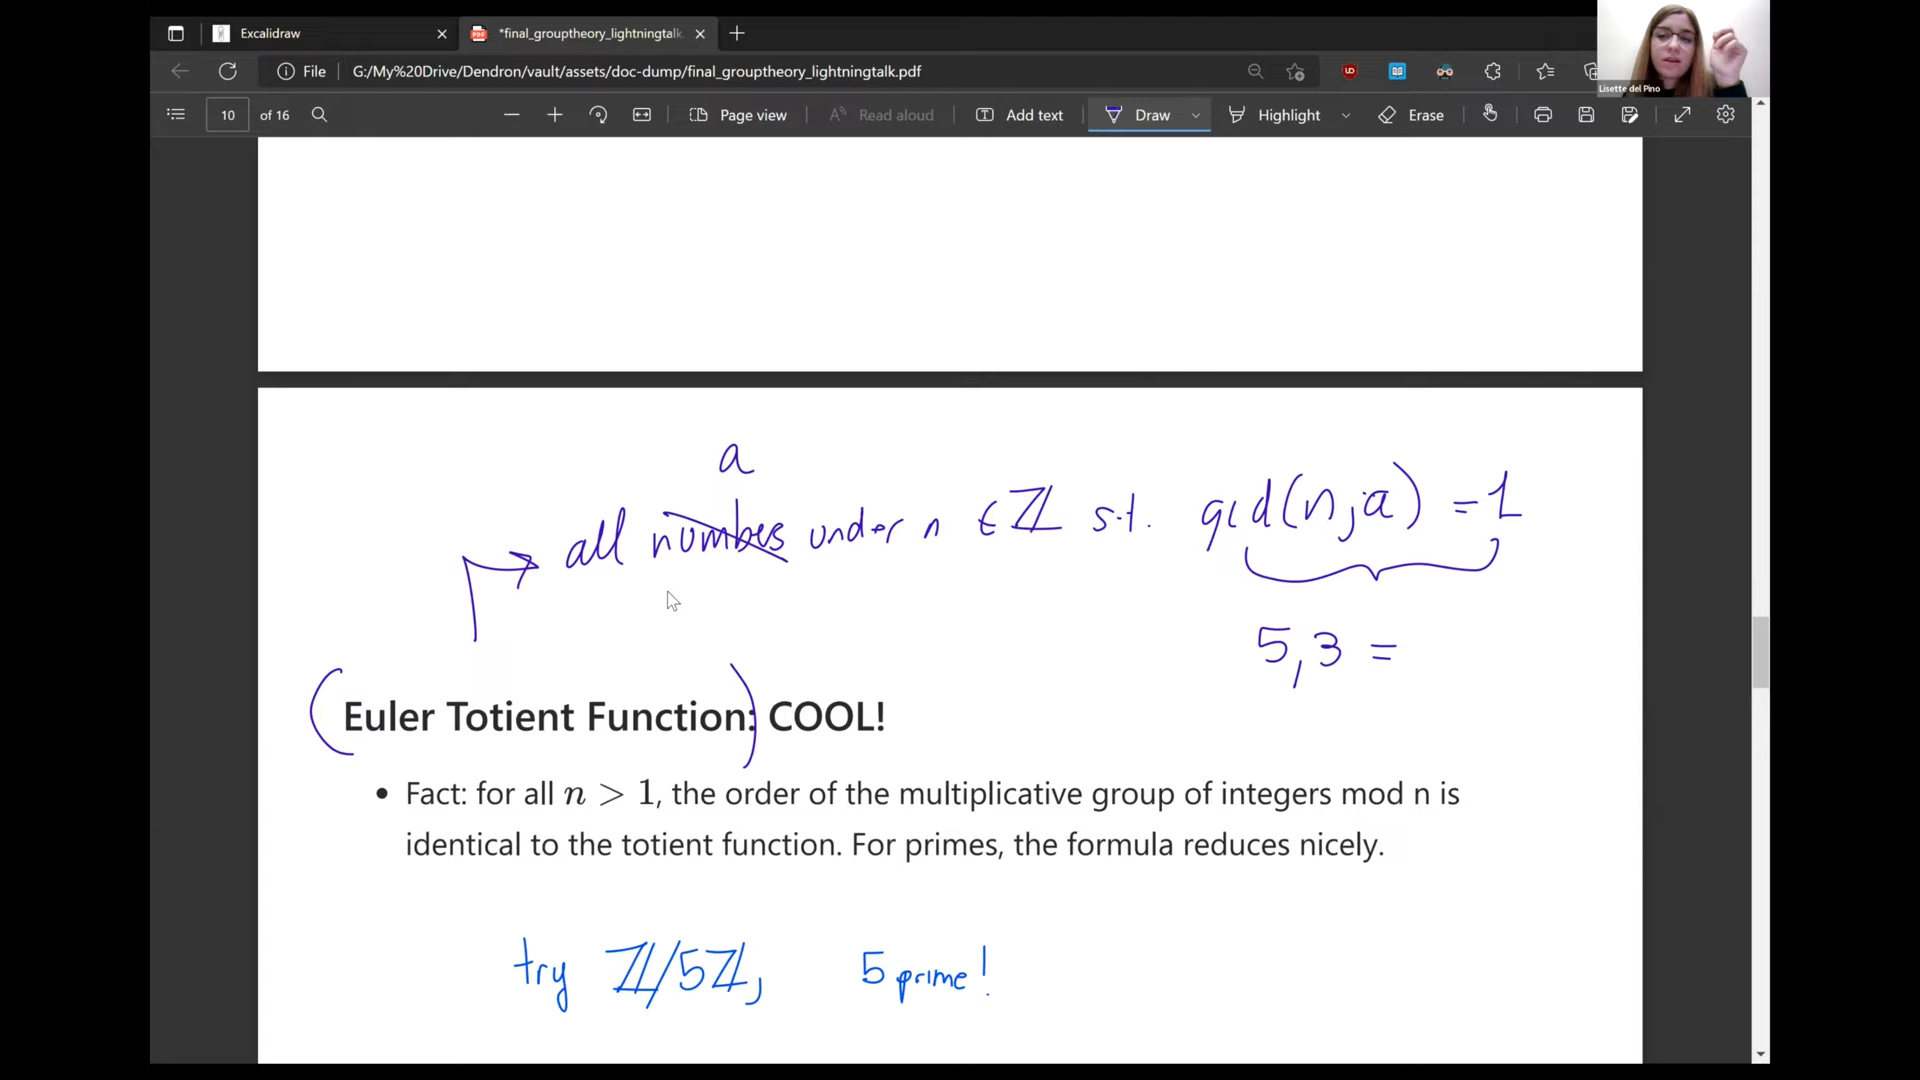 Excalidraw
*final_grouptheory_lightningtalk
File G:/My%20Drive/Dendron/vault/assets/doc-dump/final_grouptheory_lightningtalk.pdf
Lisette del Pino
10 of 16 Page view Read aloud Add text Draw Highlight Erase
a
all numbes under n ∈ ℤ s.t. gcd(n,a) = 1
5,3 =
(Euler Totient Function:) COOL!
• Fact: for all n > 1, the order of the multiplicative group of integers mod n is
identical to the totient function. For primes, the formula reduces nicely.
try ℤ/5ℤ, 5 prime!